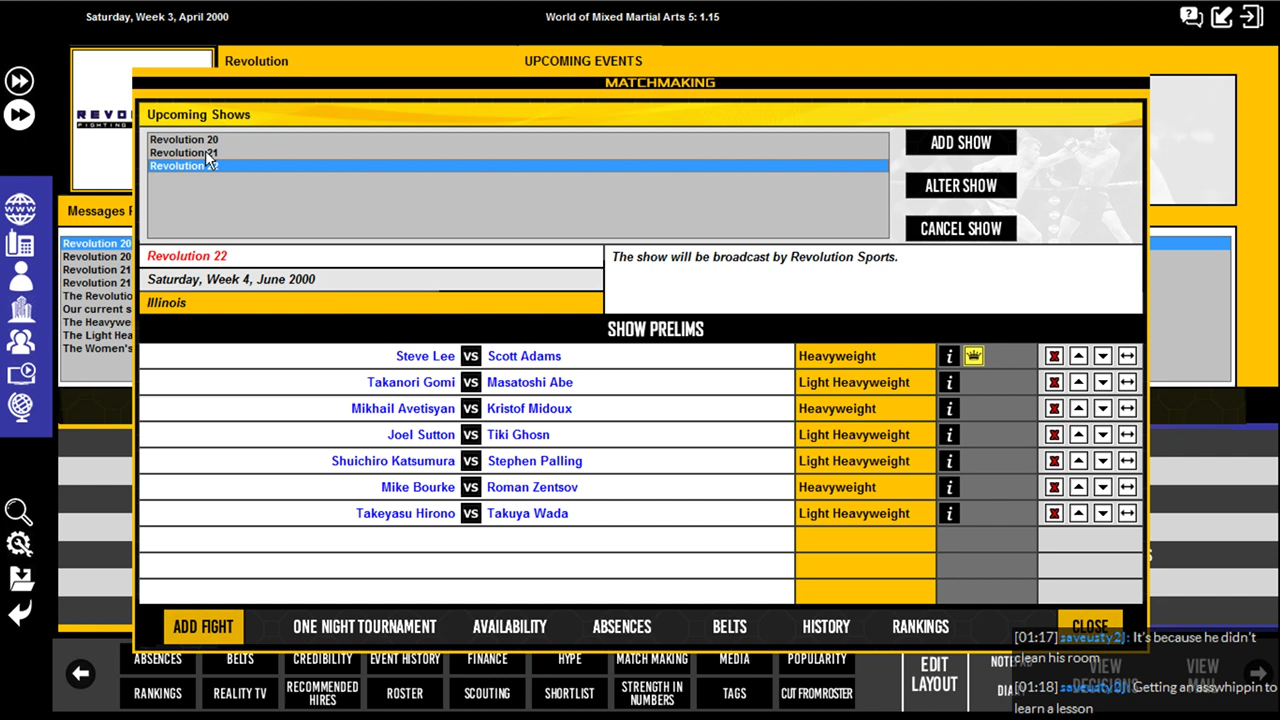 Saturday, Week 3, April 2000
World of Mixed Martial Arts 5: 1.15
Revolution
UPCOMING EVENTS
MATCHMAKING
REVO
FIGHTING
Upcoming Shows
Revolution 20
Revolution 21
Revolution 22
ADD SHOW
ALTER SHOW
CANCEL SHOW
Messages
Revolution 20
Revolution 20
Revolution 21
Revolution 21
The Revolutio
Our current s
The Heavywe
The Light Hea
The Women's
Revolution 22
Saturday, Week 4, June 2000
Illinois
The show will be broadcast by Revolution Sports.
SHOW PRELIMS
Steve Lee VS Scott Adams Heavyweight i
Takanori Gomi VS Masatoshi Abe Light Heavyweight i
Mikhail Avetisyan VS Kristof Midoux Heavyweight i
Joel Sutton VS Tiki Ghosn Light Heavyweight i
Shuichiro Katsumura VS Stephen Palling Light Heavyweight i
Mike Bourke VS Roman Zentsov Heavyweight i
Takeyasu Hirono VS Takuya Wada Light Heavyweight i
ADD FIGHT
ONE NIGHT TOURNAMENT
AVAILABILITY
ABSENCES
BELTS
HISTORY
RANKINGS
CLOSE
ABSENCES
BELTS
CREDIBILITY
EVENT HISTORY
FINANCE
HYPE
MATCH MAKING
MEDIA
POPULARITY
RANKINGS
REALITY TV
RECOMMENDED HIRES
ROSTER
SCOUTING
SHORTLIST
STRENGTH IN NUMBERS
TAGS
CUT FROM ROSTER
EDIT LAYOUT
VIEW
VIEW
[01:17] saveusty2j: It's because he didn't
clean his room
[01:18] saveusty2j: Getting an asswhippin to
learn a lesson